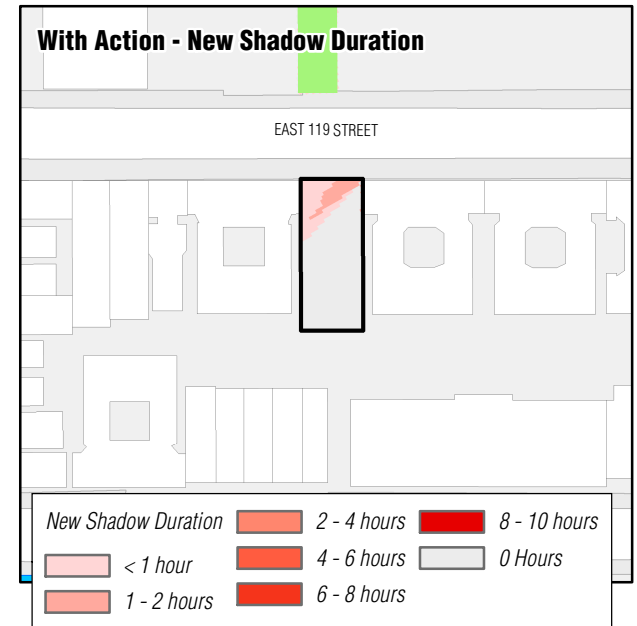 With Action - New Shadow Duration
EAST 119 STREET
New Shadow Duration
< 1 hour
1 - 2 hours
2 - 4 hours
4 - 6 hours
6 - 8 hours
8 - 10 hours
0 Hours